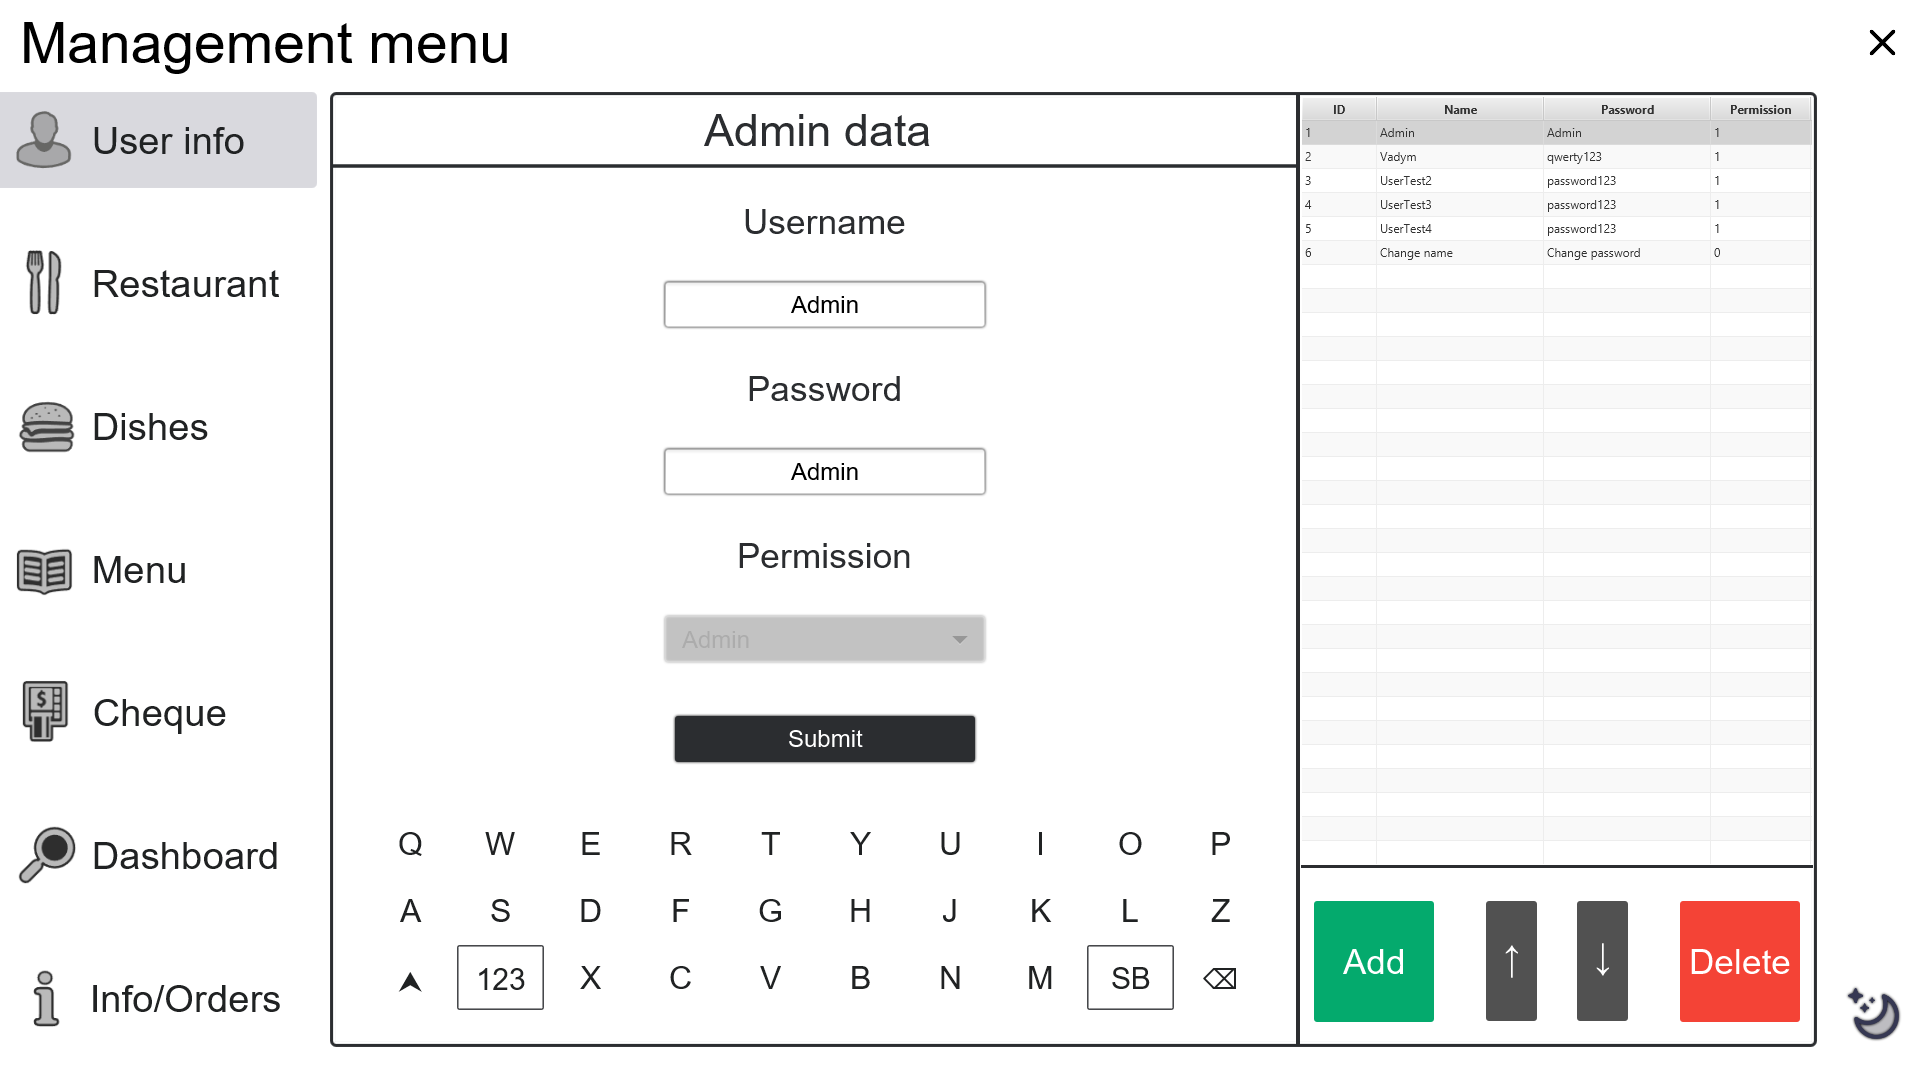 Management menu
User info
Restaurant
Dishes
Menu
Cheque
$
Dashboard
Info/Orders
Admin data
Username
Admin
Password
Admin
Permission
Admin
Submit
Q W E R T Y U I O P
A S D F G H J K L Z
123 X C V B N M SB
ID Name Password Permission
1 Admin Admin 1
2 Vadym qwerty123 1
3 UserTest2 password123 1
4 UserTest3 password123 1
5 UserTest4 password123 1
6 Change name Change password 0
Add ↑ ↓ Delete